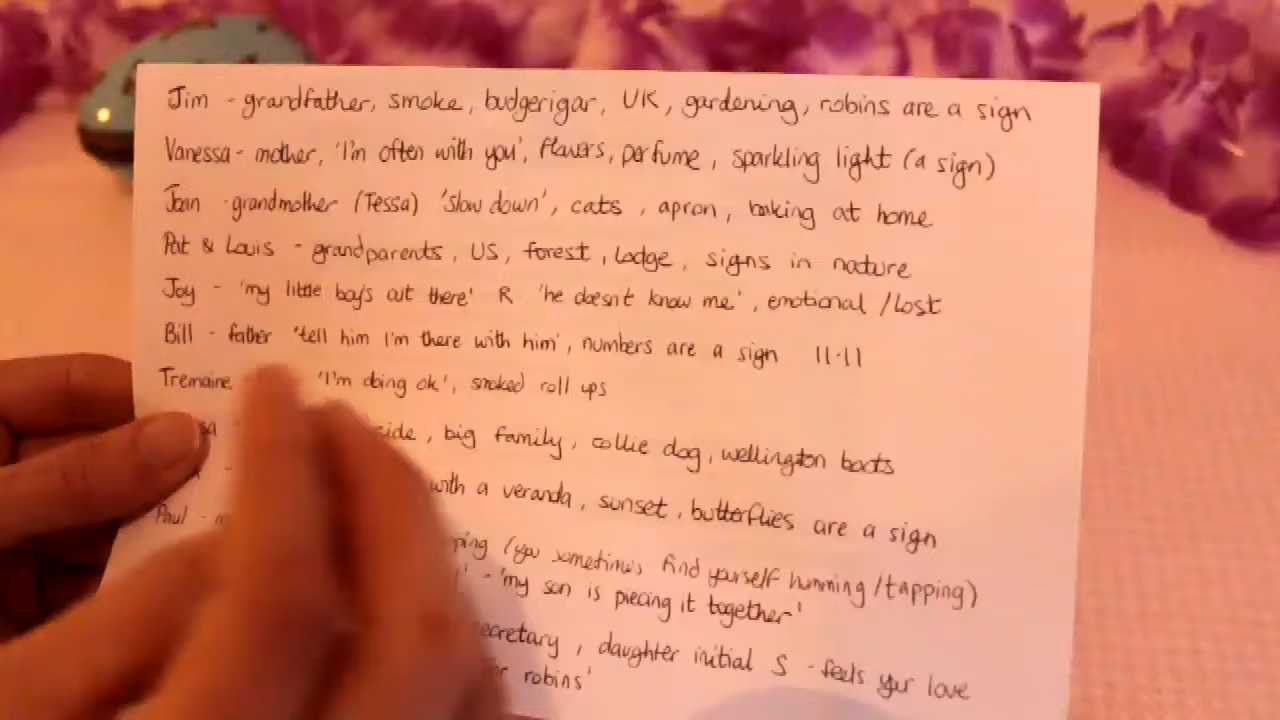 Jim - grandfather, smoke, budgerigar, UK, gardening, robins are a sign
Vanessa - mother, 'I'm often with you', flowers, perfume, sparkling light (a sign)
Joan - grandmother (Tessa) 'slow down', cats, apron, baking at home
Pat & Louis - grandparents, US, forest, lodge, signs in nature
Joy - 'my little boy's out there' R 'he doesn't know me', emotional/lost
Bill - father 'tell him I'm there with him', numbers are a sign 11.11
Tremaine 'I'm doing ok', smoked roll ups
big family, collie dog, wellington boots
with a veranda, sunset, butterflies are a sign
Paul - (you sometimes find yourself humming/tapping)
- 'my son is piecing it together'
secretary, daughter initial S - feels your love
robins'